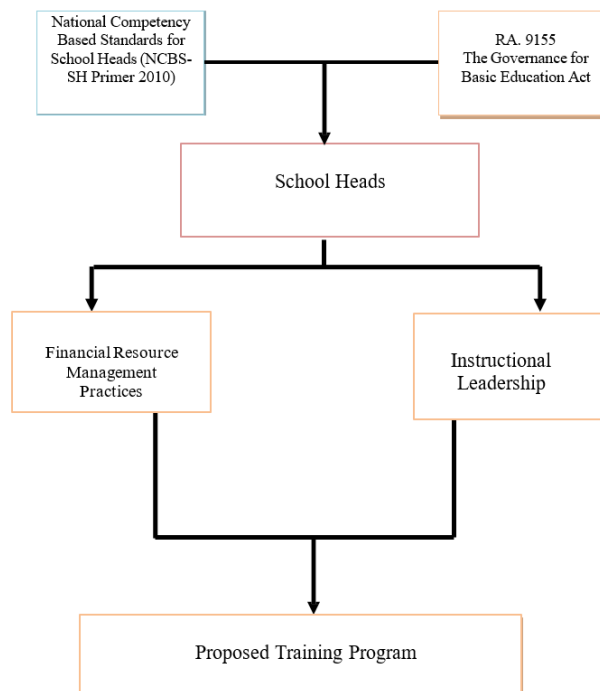 National Competency
Based Standards for
School Heads (NCBS-
SH Primer 2010)
RA. 9155
The Governance for
Basic Education Act
School Heads
Financial Resource
Management
Practices
Instructional
Leadership
Proposed Training Program